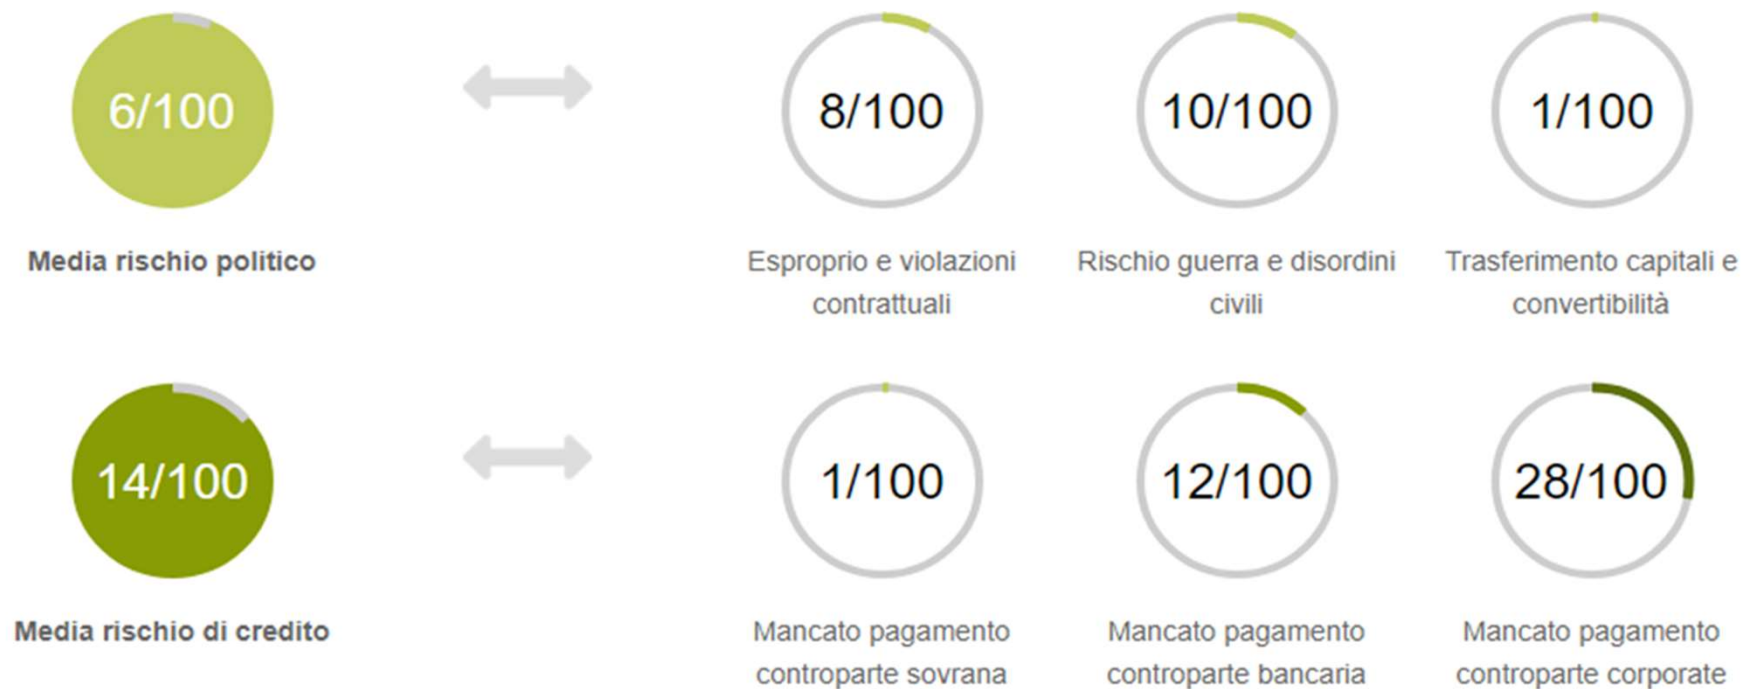 6/100
8/100
10/100
1/100
Media rischio politico
Esproprio e violazioni
contrattuali
Rischio guerra e disordini
civili
Trasferimento capitali e
convertibilità
14/100
1/100
12/100
28/100
Media rischio di credito
Mancato pagamento
controparte sovrana
Mancato pagamento
controparte bancaria
Mancato pagamento
controparte corporate